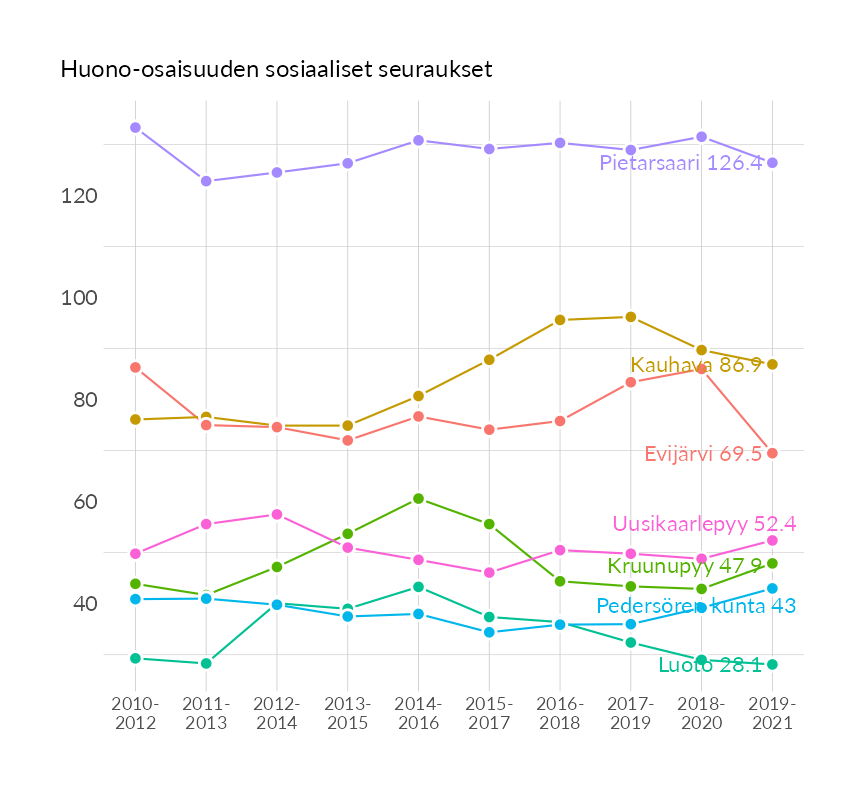 Huono-osaisuuden sosiaaliset seuraukset
Pietarsaari 126.4
120
100
Kauhava 86.9
80
Evijärvi 69.5
60
Uusikaarlepyy 52.4
Kruunupyy 47.9
40
Pedersören kunta 43
Luoto 28.1
2010- 2011- 2012- 2013- 2014- 2015- 2016- 2017- 2018- 2019-
2012 2013 2014 2015 2016 2017 2018 2019 2020 2021